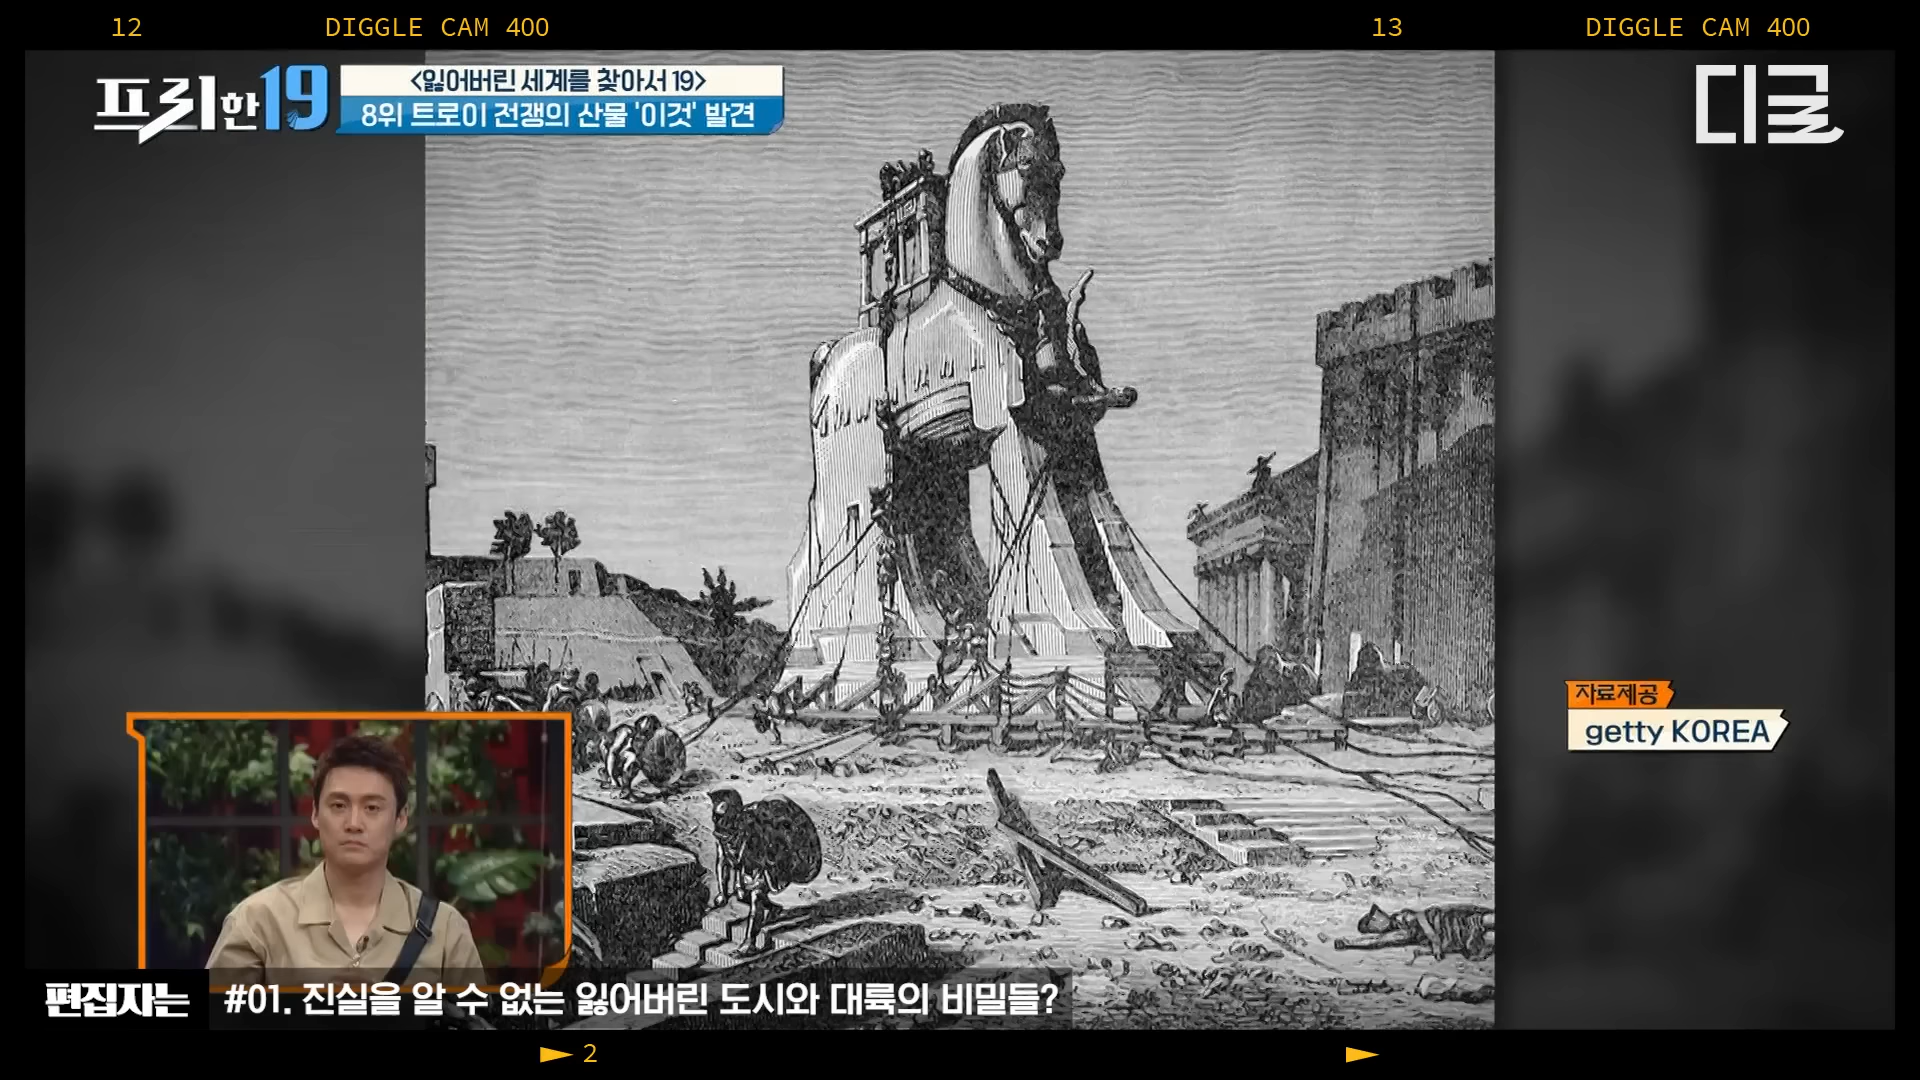 12
DIGGLE CAM 400
13
DIGGLE CAM 400
프리한19
<잃어버린 세계를 찾아서 19>
8위 트로이 전쟁의 산물 '이것' 발견
디글
자료제공
getty KOREA
편집자는
#01. 진실을 알 수 없는 잃어버린 도시와 대륙의 비밀들?
2